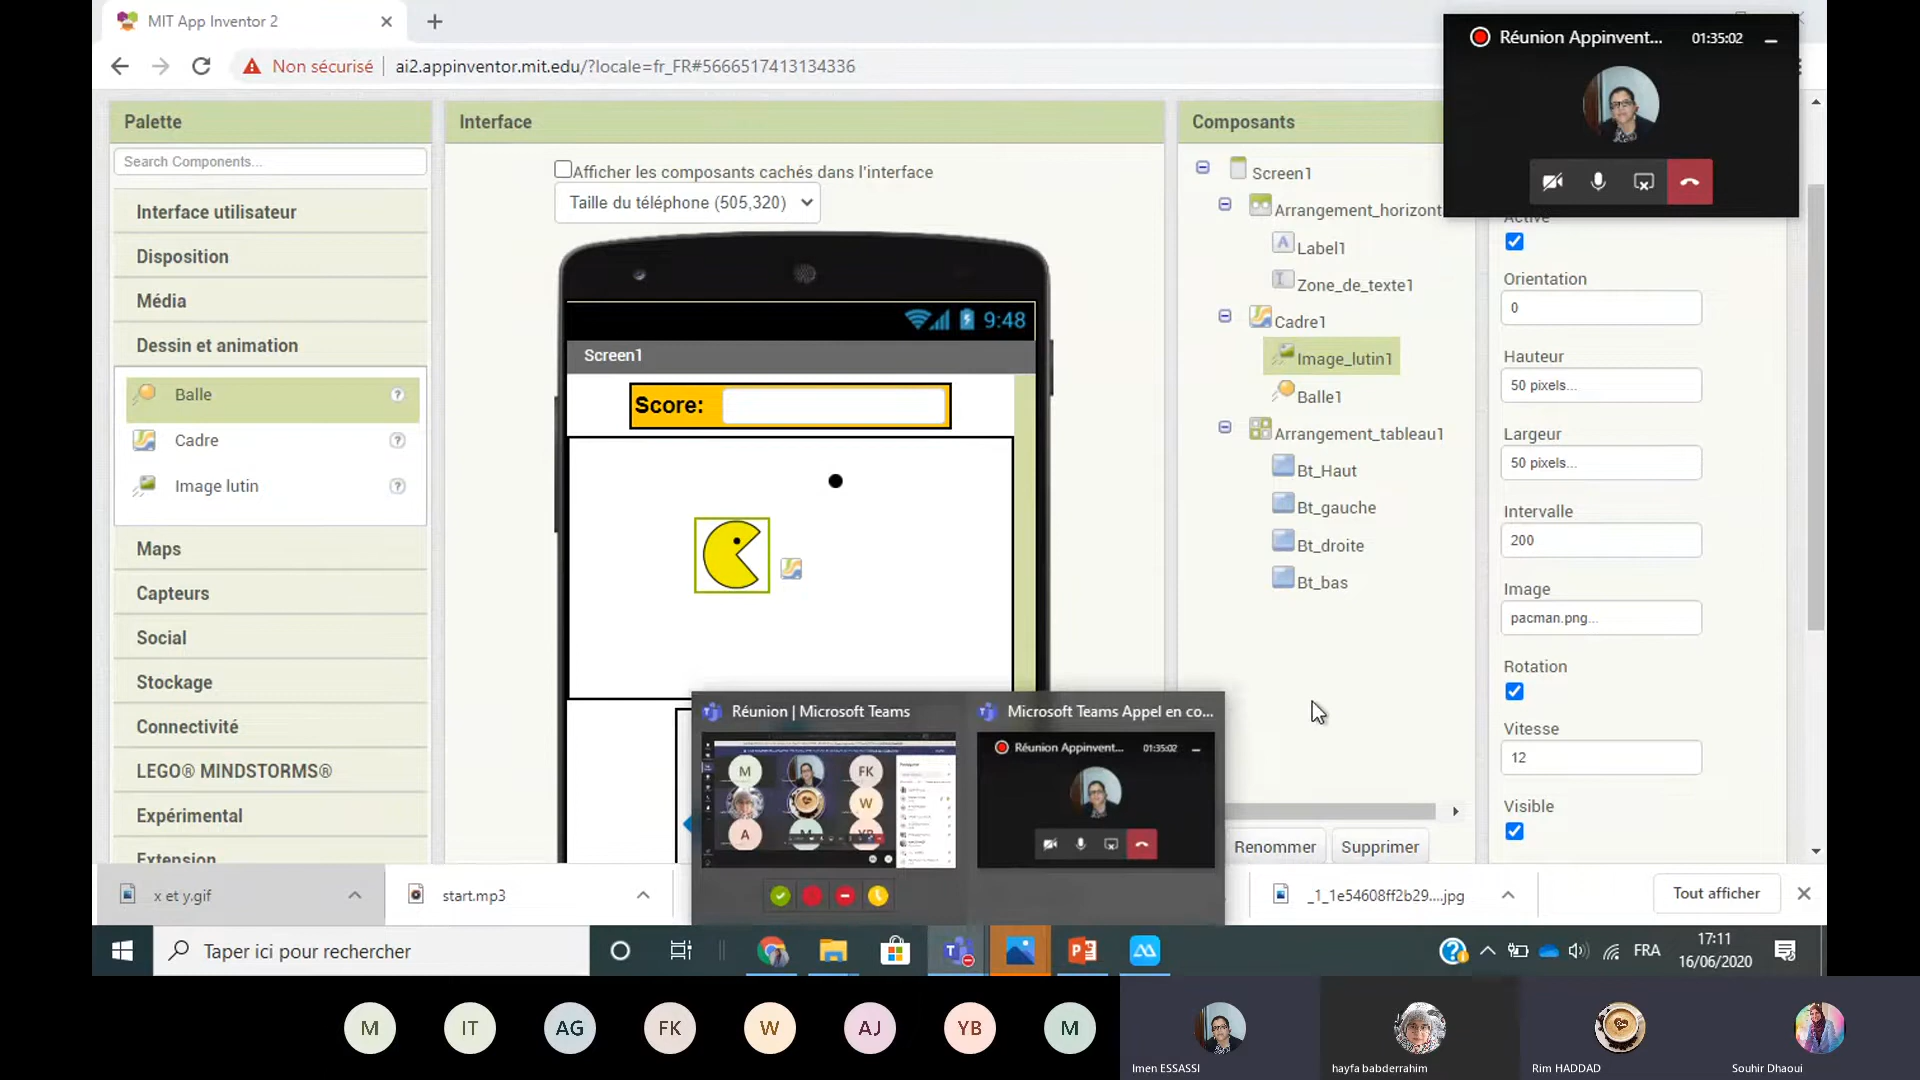 MIT App Inventor 2
Non sécurisé
ai2.appinventor.mit.edu/?locale=fr_FR#5666517413134336
Réunion Appinvent...
01:35:02
Palette
Search Components...
Interface utilisateur
Disposition
Média
Dessin et animation
Balle
Cadre
Image lutin
Maps
Capteurs
Social
Stockage
Connectivité
LEGO® MINDSTORMS®
Expérimental
Extension
Interface
Afficher les composants cachés dans l'interface
Taille du téléphone (505,320)
9:48
Screen1
Score:
Composants
Screen1
Arrangement_horizont
Label1
Zone_de_texte1
Cadre1
Image_lutin1
Balle1
Arrangement_tableau1
Bt_Haut
Bt_gauche
Bt_droite
Bt_bas
Renommer
Supprimer
Active
Orientation
0
Hauteur
50 pixels...
Largeur
50 pixels...
Intervalle
200
Image
pacman.png...
Rotation
Vitesse
12
Visible
Réunion | Microsoft Teams
M
FK
W
A
M
YB
Microsoft Teams Appel en co...
Réunion Appinvent...
01:35:02
x et y.gif
start.mp3
_1_1e54608ff2b29....jpg
Tout afficher
Taper ici pour rechercher
FRA
17:11
16/06/2020
M
IT
AG
FK
W
AJ
YB
M
Imen ESSASSI
hayfa babderrahim
Rim HADDAD
Souhir Dhaoui